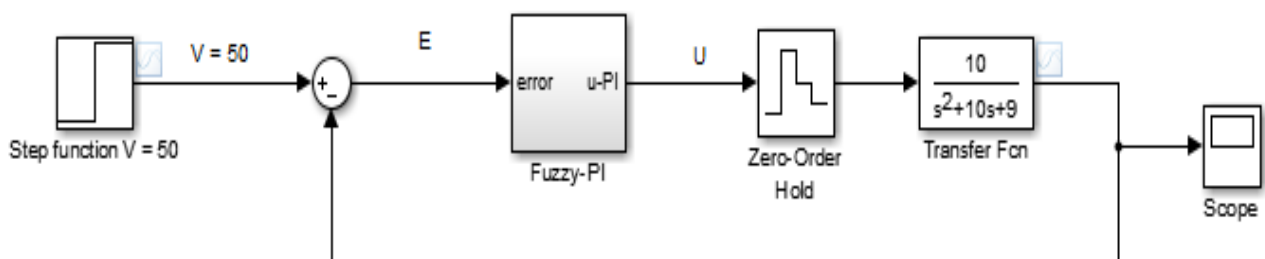 V = 50
E
U
+
-
error u-PI
10
s²+10s+9
Step function V = 50
Fuzzy-PI
Zero-Order
Hold
Transfer Fcn
Scope